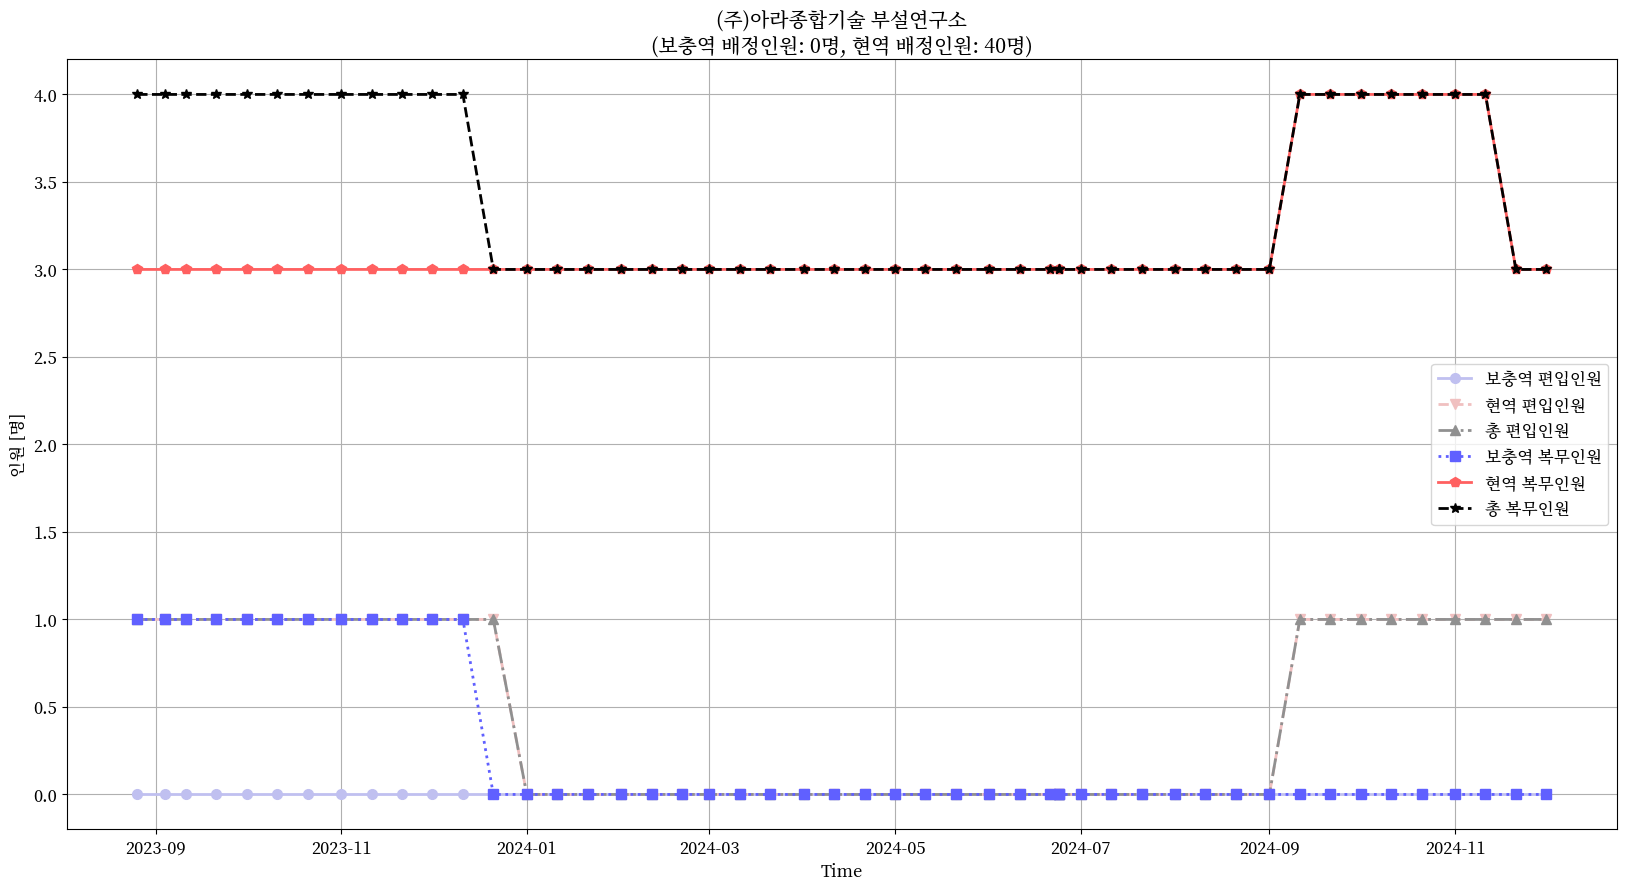 (주)아라종합기술 부설연구소
(보충역 배정인원: 0명, 현역 배정인원: 40명)
4.0
3.5
3.0
2.5
2.0
1.5
1.0
0.5
0.0
인원 [명]
보충역 편입인원
현역 편입인원
총 편입인원
보충역 복무인원
현역 복무인원
총 복무인원
2023-09 2023-11 2024-01 2024-03 2024-05 2024-07 2024-09 2024-11
Time